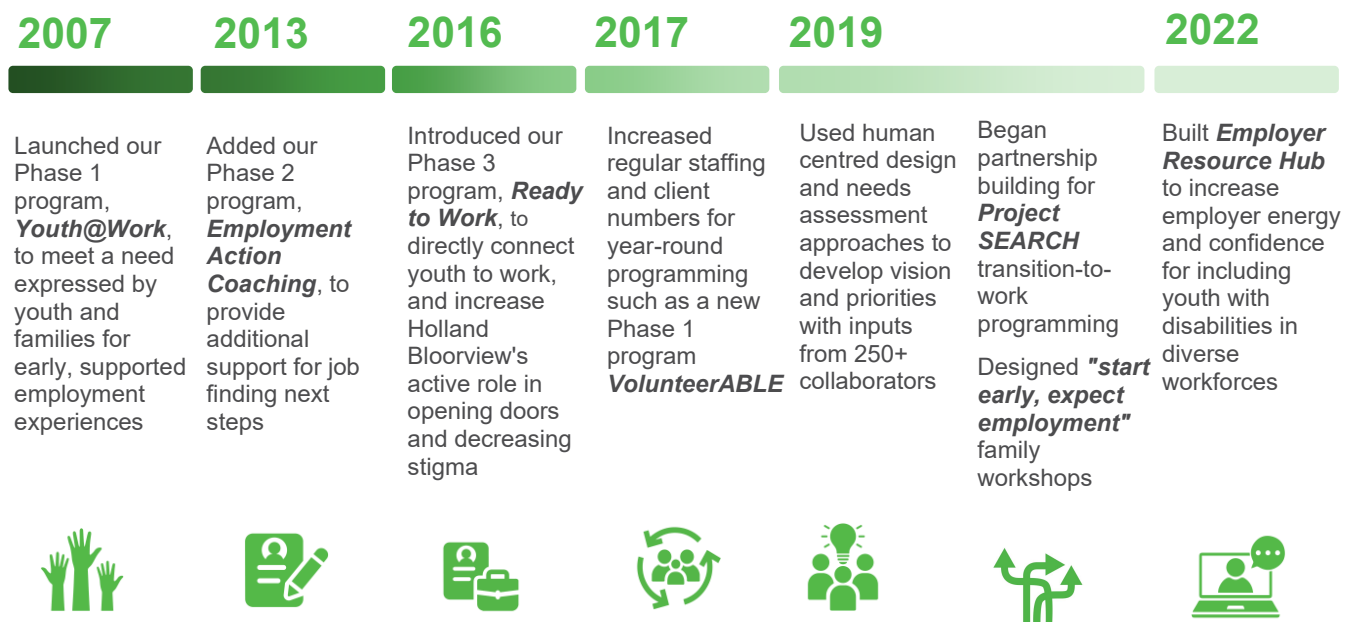 2007
Launched our
Phase 1
program,
Youth@Work,
to meet a need
expressed by
youth and
families for
early, supported
employment
experiences
2013
Added our
Phase 2
program,
Employment
Action
Coaching, to
provide
additional
support for job
finding next
steps
2016
Introduced our
Phase 3
program, Ready
to Work, to
directly connect
youth to work,
and increase
Holland
Bloorview's
active role in
opening doors
and decreasing
stigma
2017
Increased
regular staffing
and client
numbers for
year-round
programming
such as a new
Phase 1
program
VolunteerABLE
2019
Used human
centred design
and needs
assessment
approaches to
develop vision
and priorities
with inputs
from 250+
collaborators
Began
partnership
building for
Project
SEARCH
transition-to-
work
programming
Designed "start
early, expect
employment"
family
workshops
2022
Built Employer
Resource Hub
to increase
employer energy
and confidence
for including
youth with
disabilities in
diverse
workforces